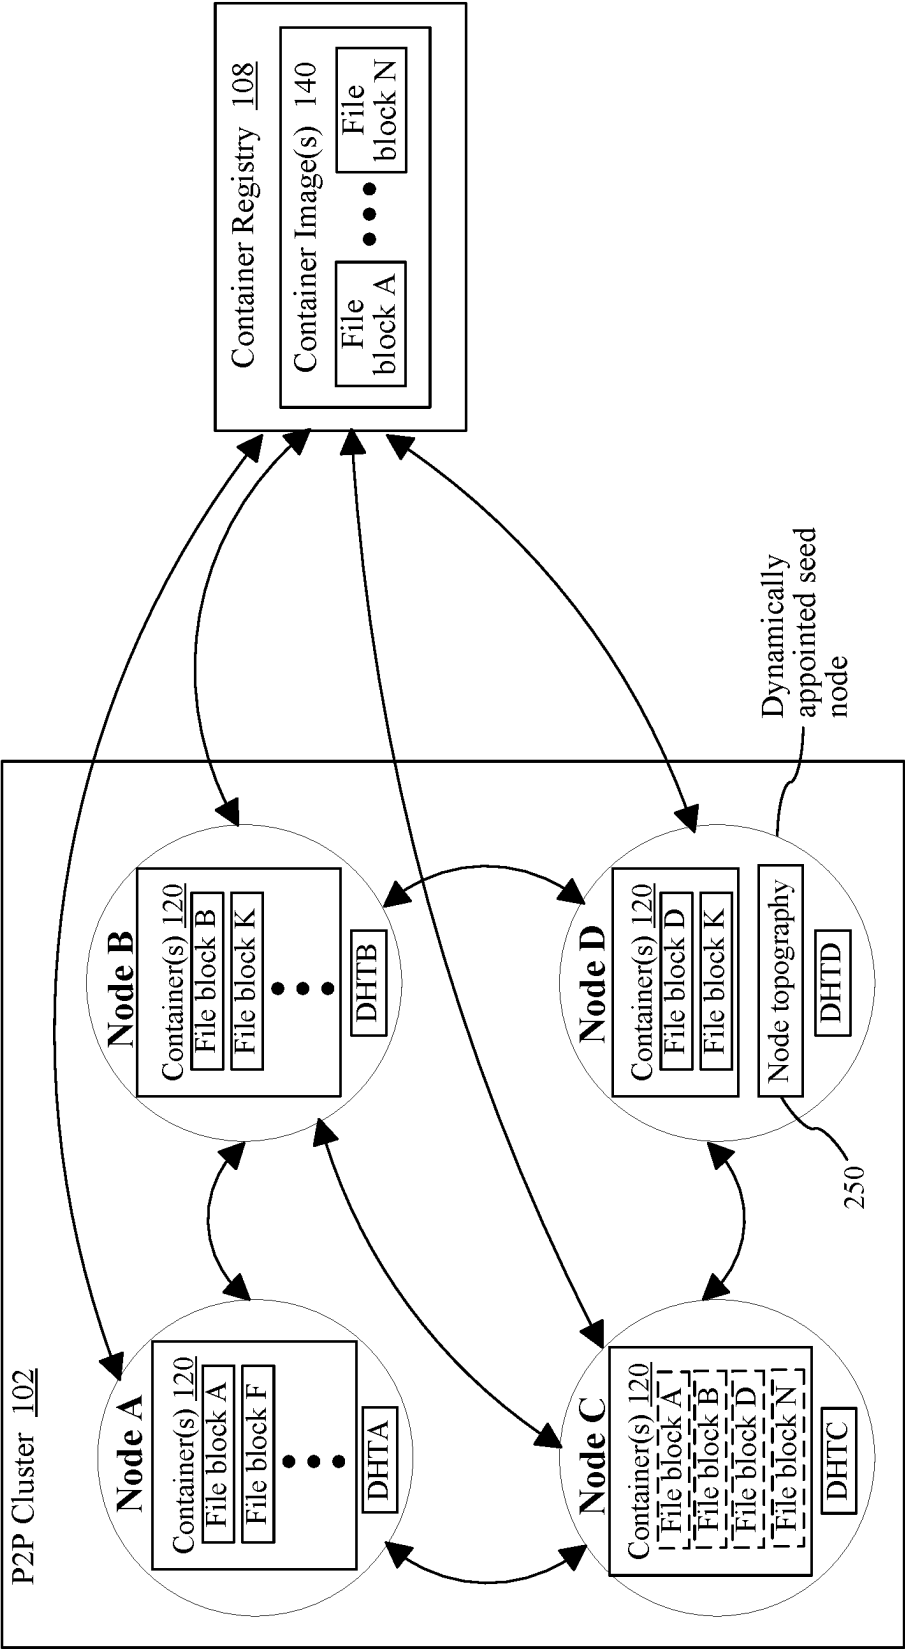 P2P Cluster 102
Node A
Container(s) 120
File block A
File block F
DHTA
Node B
Container(s) 120
File block B
File block K
DHTB
Node C
Container(s) 120
File block A
File block B
File block D
File block N
DHTC
Node D
Container(s) 120
File block D
File block K
Node topography
DHTD
250
Dynamically
appointed seed
node
Container Registry 108
Container Image(s) 140
File
block A
File
block N